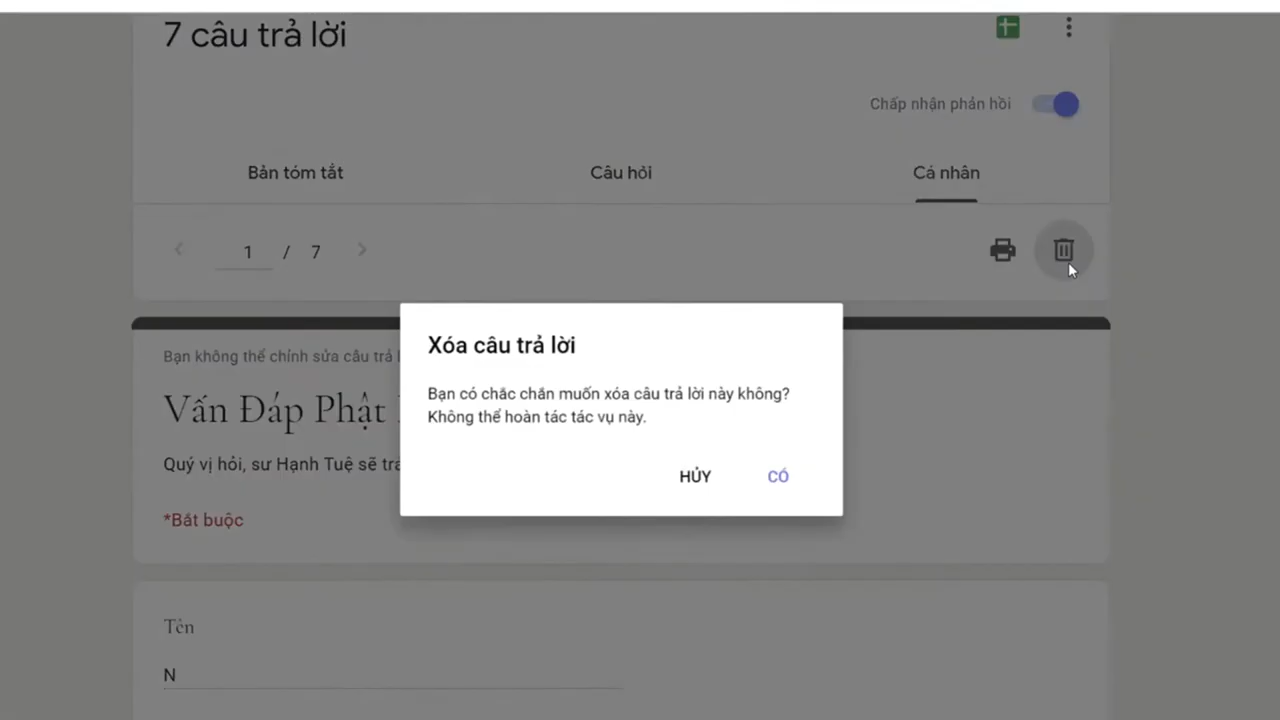 7 câu trả lời
Chấp nhận phản hồi
Bản tóm tắt
Câu hỏi
Cá nhân
1 / 7
Bạn không thể chỉnh sửa câu trả
Vấn Đáp Phật
Quý vị hỏi, sư Hạnh Tuệ sẽ
*Bắt buộc
Xóa câu trả lời
Bạn có chắc chắn muốn xóa câu trả lời này không?
Không thể hoàn tác tác vụ này.
HỦY
CÓ
Tên
N